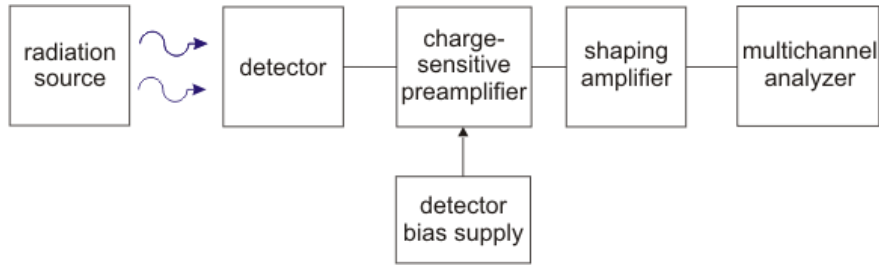 radiation
source
detector
charge-
sensitive
preamplifier
shaping
amplifier
multichannel
analyzer
detector
bias supply